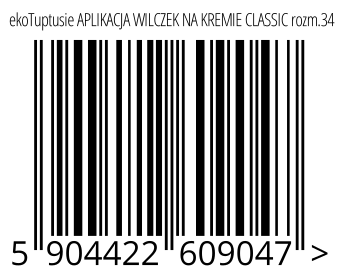 ekoTuptusie APLIKACJA WILCZEK NA KREMIE CLASSIC rozm.34
5 904422 609047 >